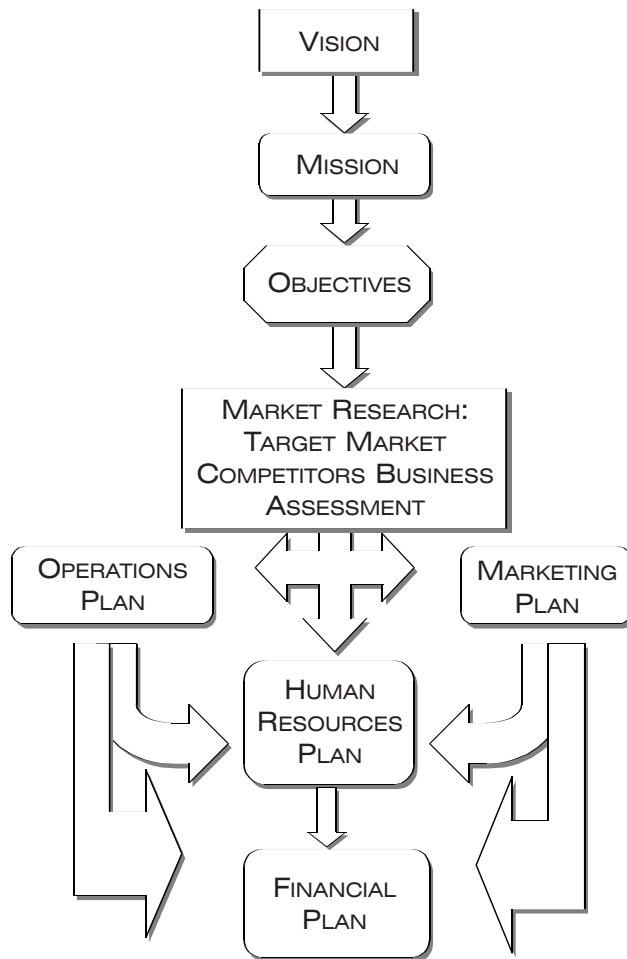 VISION
MISSION
OBJECTIVES
MARKET RESEARCH:
TARGET MARKET
COMPETITORS BUSINESS
ASSESSMENT
OPERATIONS
PLAN
MARKETING
PLAN
HUMAN
RESOURCES
PLAN
FINANCIAL
PLAN